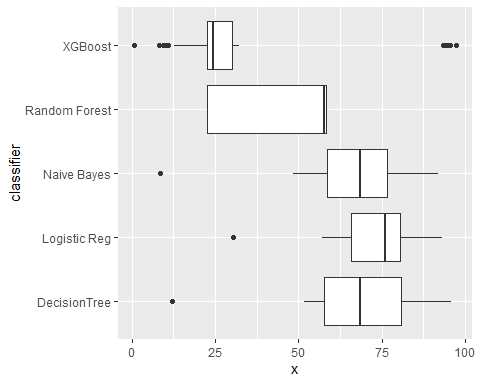 XGBoost
Random Forest
Naive Bayes
Logistic Reg
DecisionTree
classifier
0 25 50 75 100
x